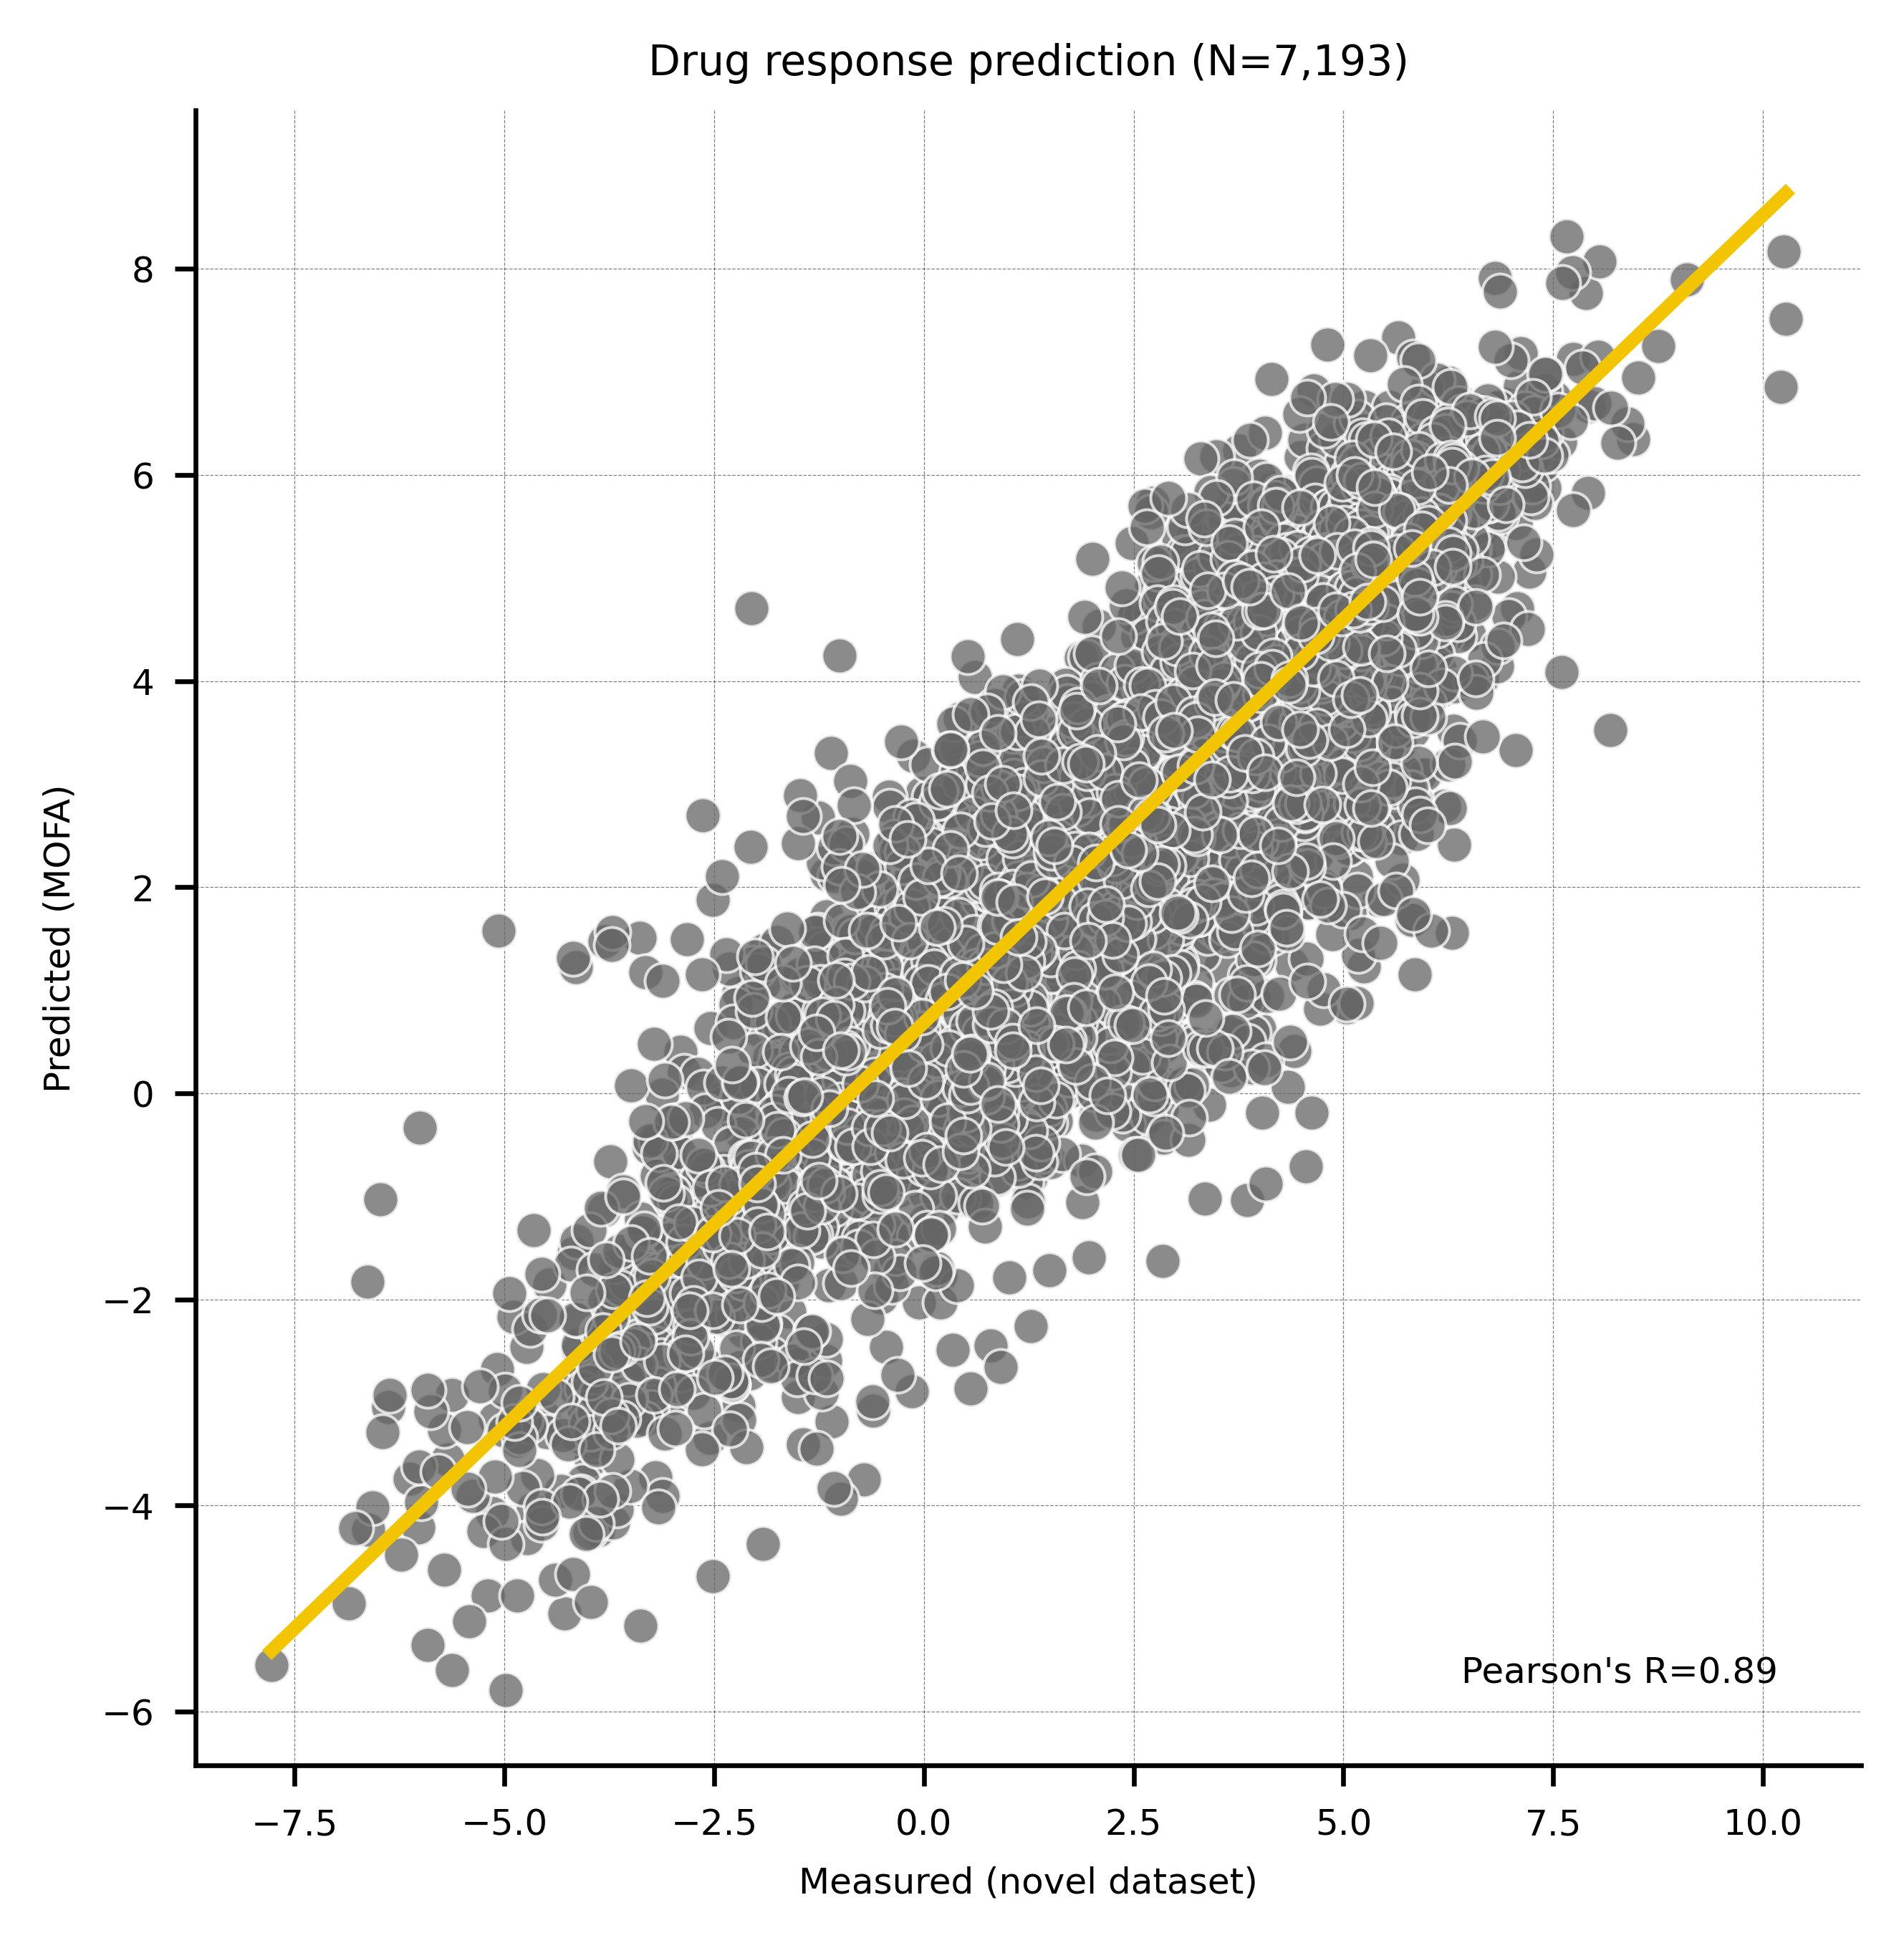 Drug response prediction (N=7,193)
8
6
4
2
0
−2
−4
−6
Predicted (MOFA)
Pearson's R=0.89
−7.5 −5.0 −2.5 0.0 2.5 5.0 7.5 10.0
Measured (novel dataset)